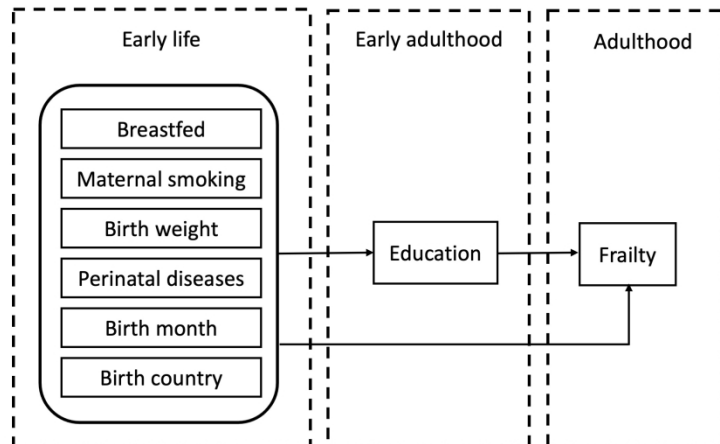 Early life
Early adulthood
Adulthood
Breastfed
Maternal smoking
Birth weight
Perinatal diseases
Birth month
Birth country
Education
Frailty